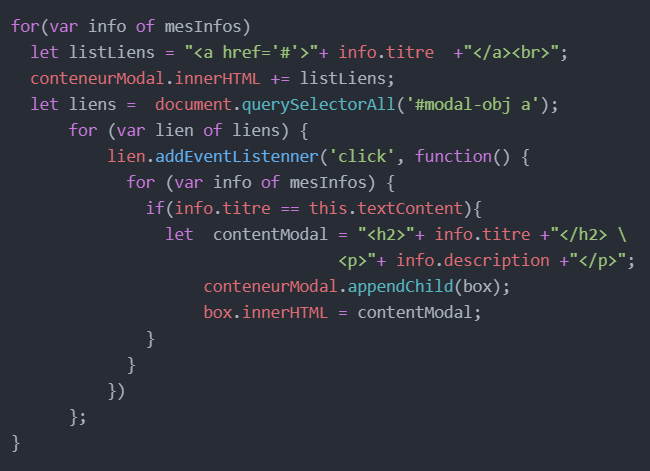 for(var info of mesInfos)
let listLiens = "<a href='#'>"+ info.titre  +"</a><br>";
conteneurModal.innerHTML += listLiens;
let liens =  document.querySelectorAll('#modal-obj a');
for (var lien of liens) {
lien.addEventListenner('click', function() {
for (var info of mesInfos) {
if(info.titre == this.textContent){
let  contentModal = "<h2>"+ info.titre +"</h2> \
<p>"+ info.description +"</p>";
conteneurModal.appendChild(box);
box.innerHTML = contentModal;
}
}
})
};
}